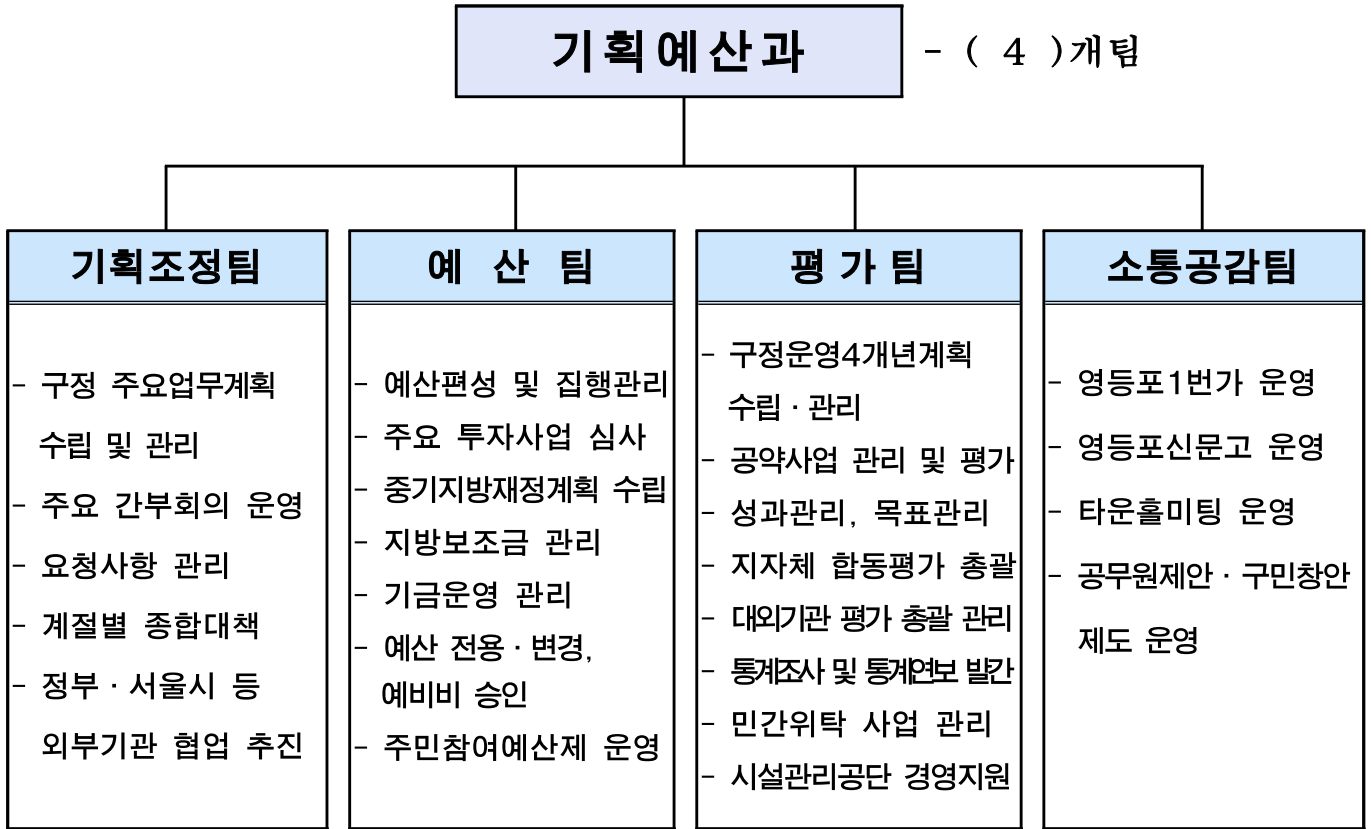 기획예산과 - ( 4 )개팀
기획조정팀
- 구정 주요업무계획
수립 및 관리
- 주요 간부회의 운영
- 요청사항 관리
- 계절별 종합대책
- 정부 · 서울시 등
외부기관 협업 추진
예 산 팀
- 예산편성 및 집행관리
- 주요 투자사업 심사
- 중기지방재정계획 수립
- 지방보조금 관리
- 기금운영 관리
- 예산 전용 · 변경,
예비비 승인
- 주민참여예산제 운영
평 가 팀
- 구정운영4개년계획
수립 · 관리
- 공약사업 관리 및 평가
- 성과관리, 목표관리
- 지자체 합동평가 총괄
- 대외기관 평가 총괄 관리
- 통계조사 및 통계연보 발간
- 민간위탁 사업 관리
- 시설관리공단 경영지원
소통공감팀
- 영등포1번가 운영
- 영등포신문고 운영
- 타운홀미팅 운영
- 공무원제안 · 구민창안
제도 운영